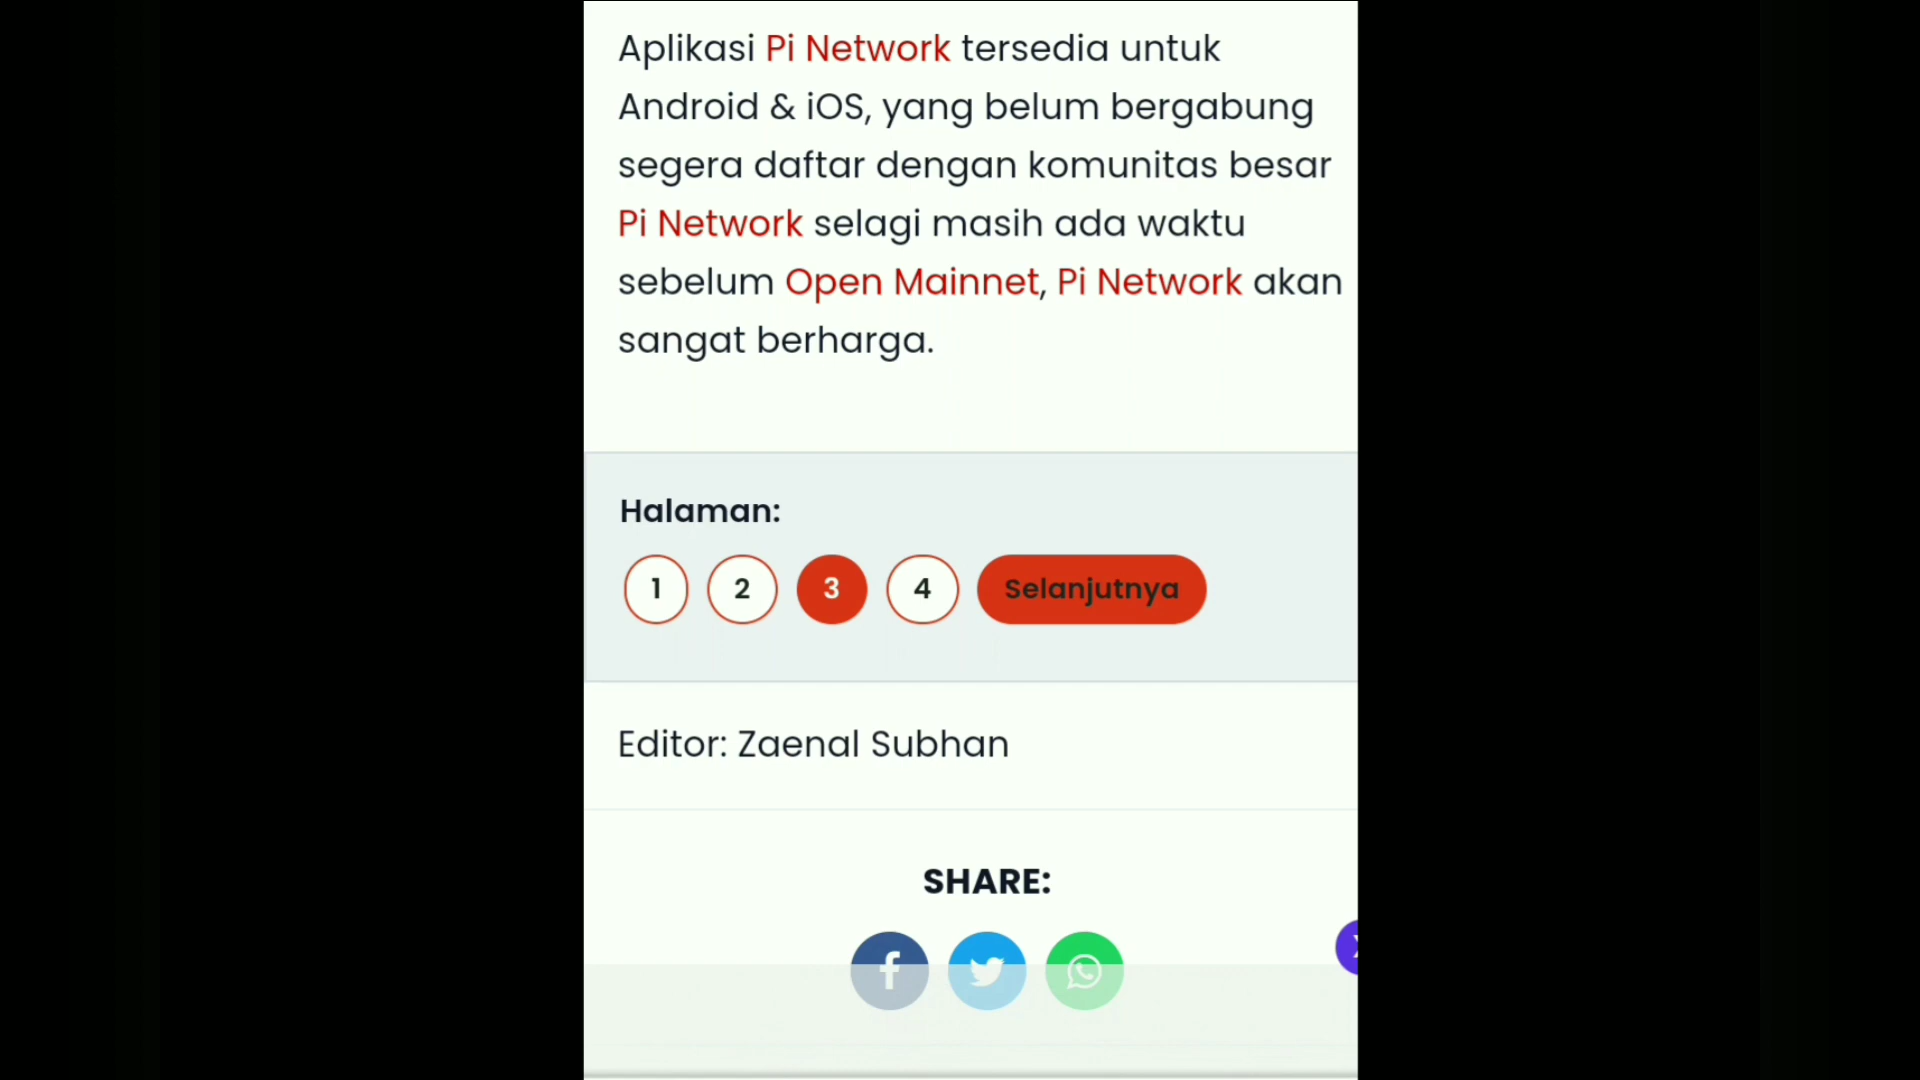 Aplikasi Pi Network tersedia untuk
Android & iOS, yang belum bergabung
segera daftar dengan komunitas besar
Pi Network selagi masih ada waktu
sebelum Open Mainnet, Pi Network akan
sangat berharga.
Halaman:
1 2 3 4 Selanjutnya
Editor: Zaenal Subhan
SHARE: